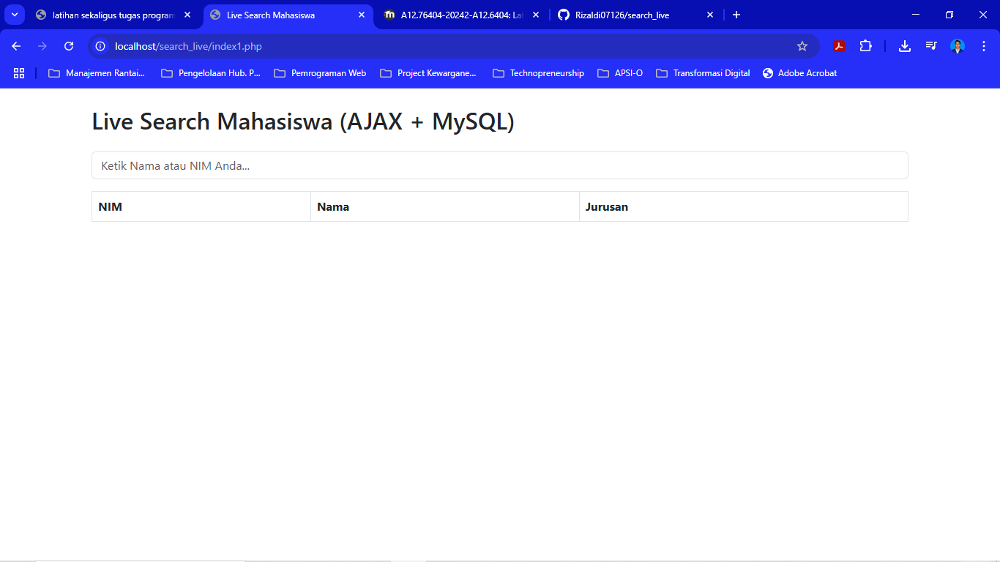 latihan sekaligus tugas program
Live Search Mahasiswa
A12.76404-20242-A12.6404: Lat
Rizaldi07126/search_live
localhost/search_live/index1.php
Manajemen Rantai...
Pengelolaan Hub. P...
Pemrograman Web
Project Kewargane...
Technopreneurship
APSI-O
Transformasi Digital
Adobe Acrobat
Live Search Mahasiswa (AJAX + MySQL)
Ketik Nama atau NIM Anda...
NIM Nama Jurusan